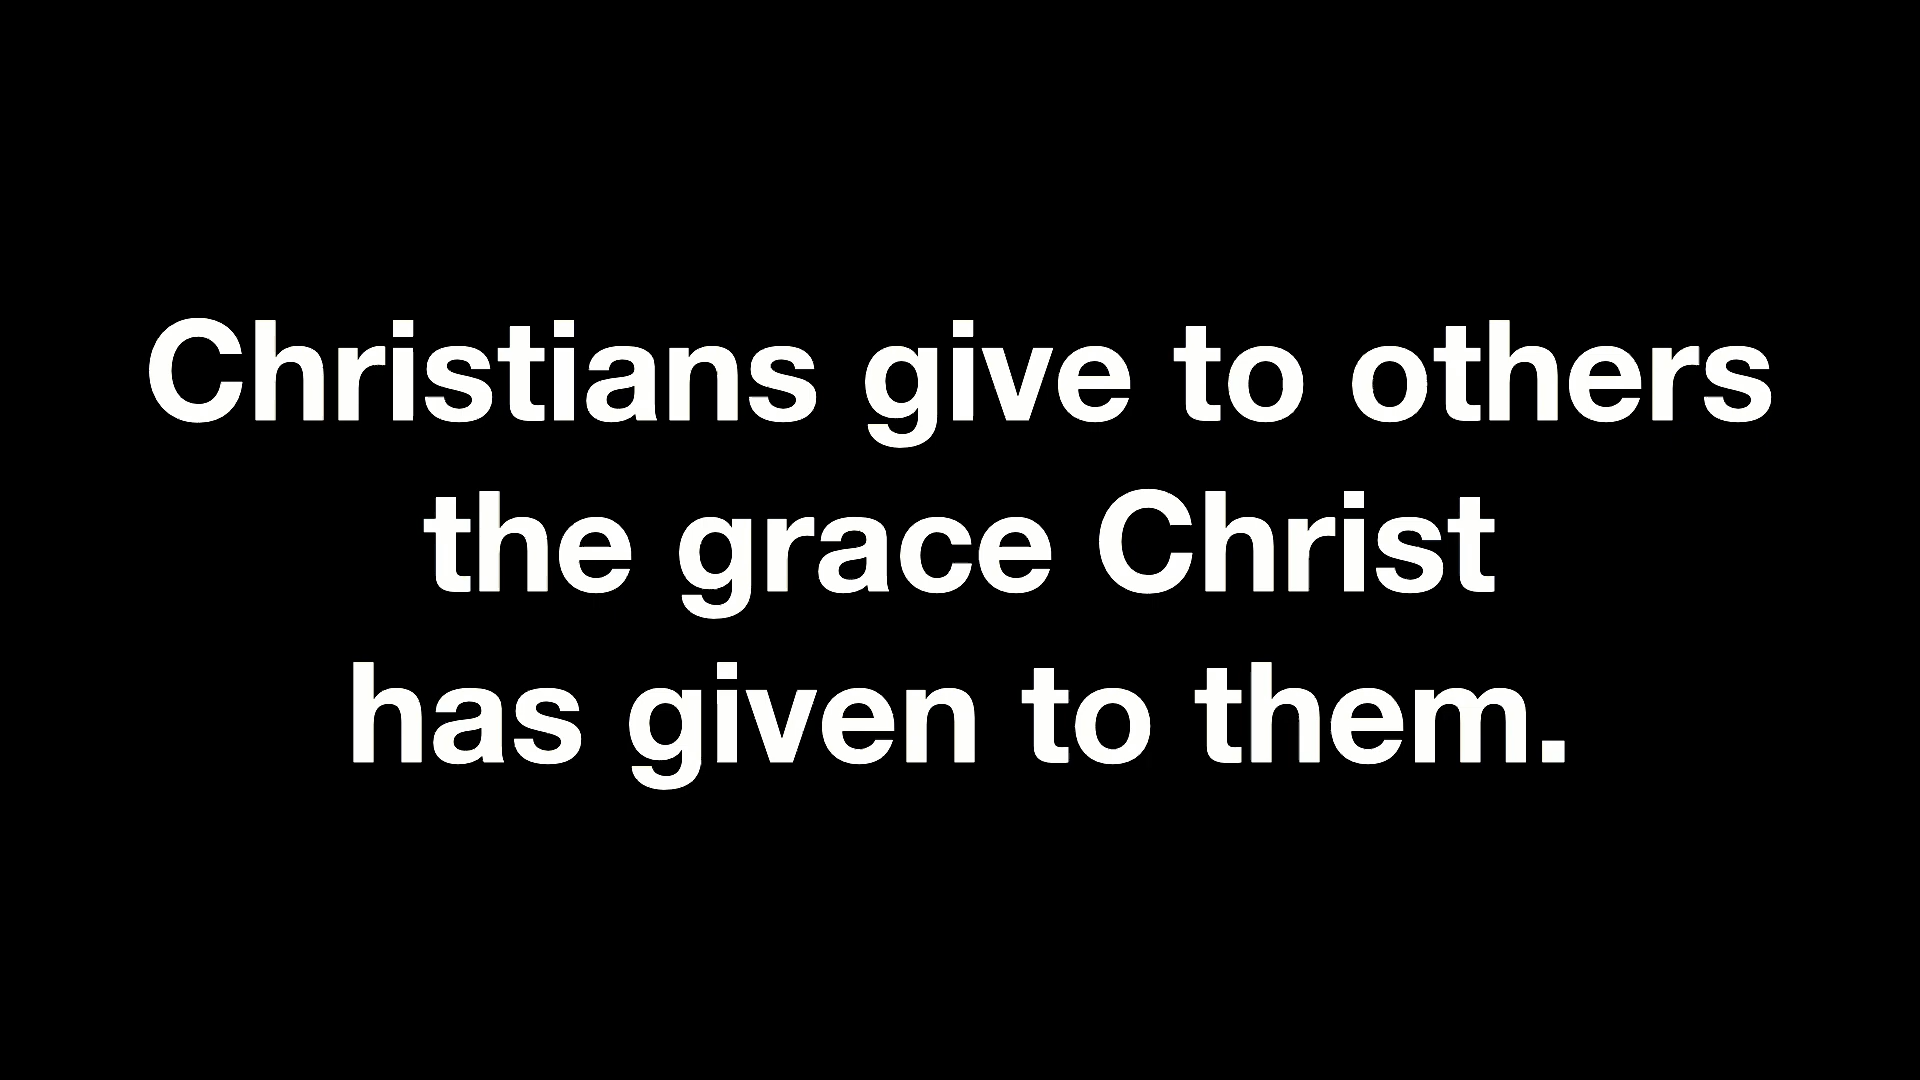 Christians give to others
the grace Christ
has given to them.